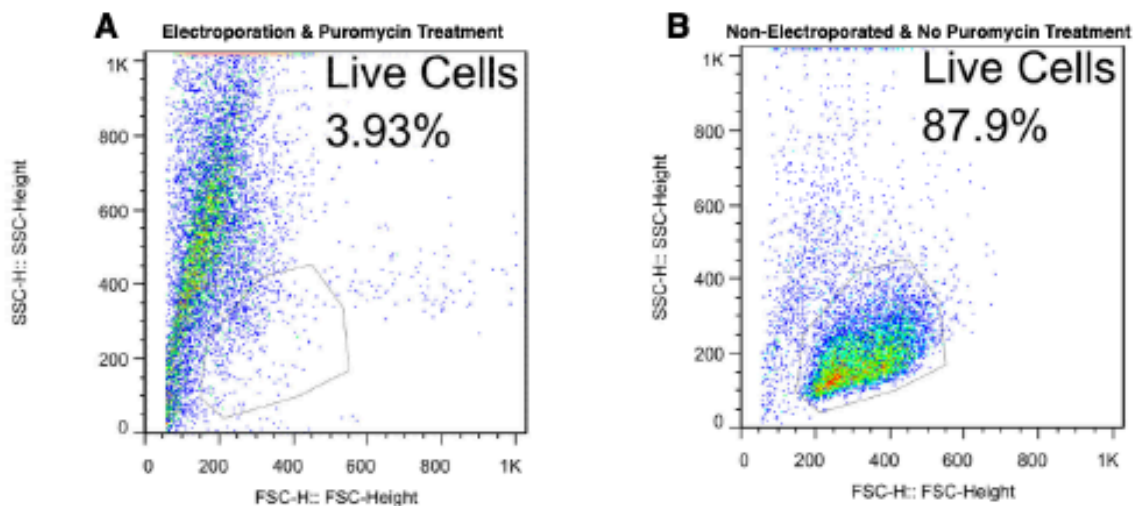 A
Electroporation & Puromycin Treatment
Live Cells
3.93%
1K
800
600
400
200
0
SSC-H:: SSC-Height
0 200 400 600 800 1K
FSC-H:: FSC-Height
B
Non-Electroporated & No Puromycin Treatment
Live Cells
87.9%
1K
800
600
400
200
0
SSC-H:: SSC-Height
0 200 400 600 800 1K
FSC-H:: FSC-Height